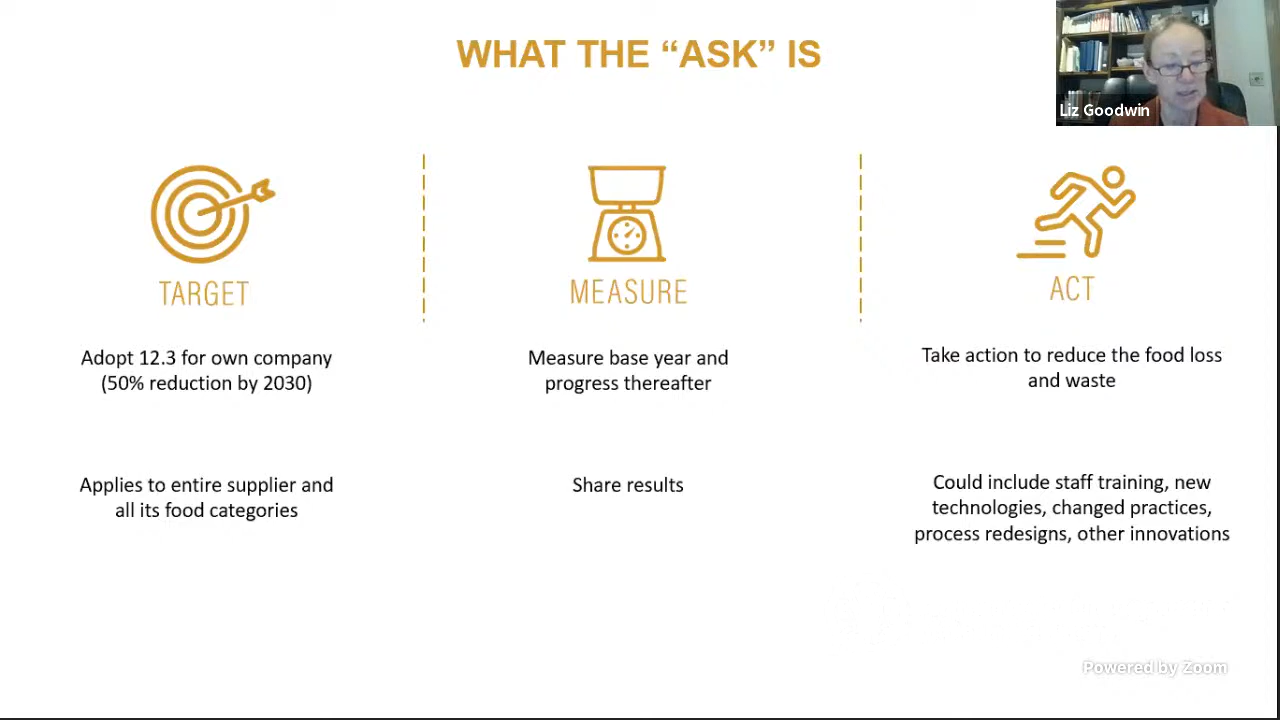 WHAT THE “ASK” IS
Liz Goodwin
TARGET
Adopt 12.3 for own company
(50% reduction by 2030)
Applies to entire supplier and
all its food categories
MEASURE
Measure base year and
progress thereafter
Share results
ACT
Take action to reduce the food loss
and waste
Could include staff training, new
technologies, changed practices,
process redesigns, other innovations
Powered by Zoom